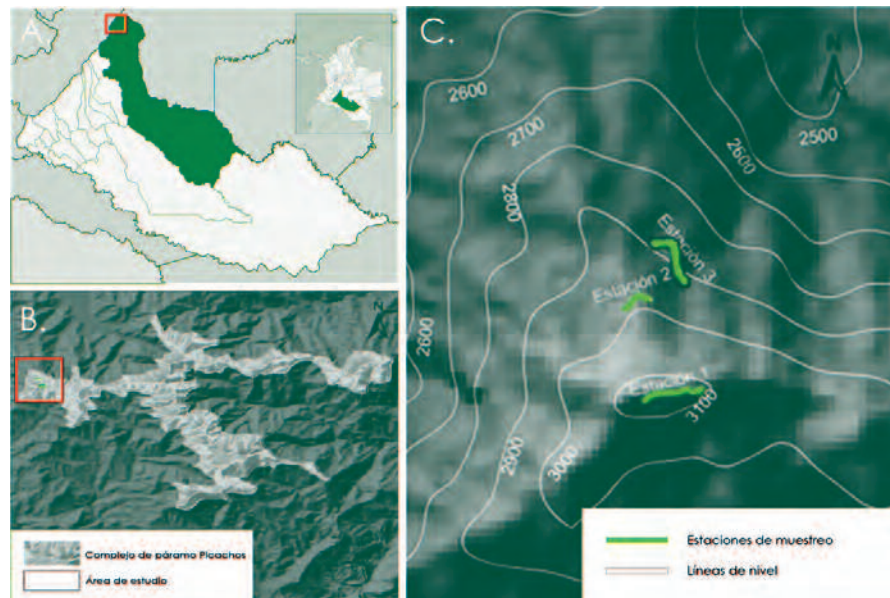 A.
B.
N
Complejo de páramo Picachos
Área de estudio
C.
N
2600
2500
2700
2600
2800
Estación 3
Estación 2
2600
Estación 1
3100
2900
3000
Estaciones de muestreo
Líneas de nivel